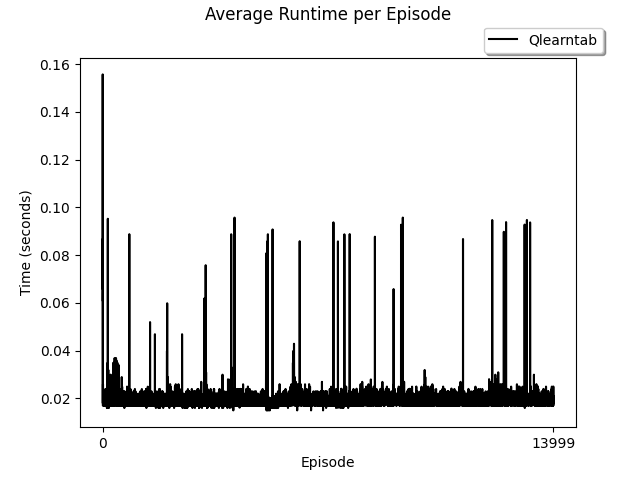 Average Runtime per Episode
Qlearntab
0.16
0.14
0.12
0.10
0.08
0.06
0.04
0.02
Time (seconds)
0
13999
Episode